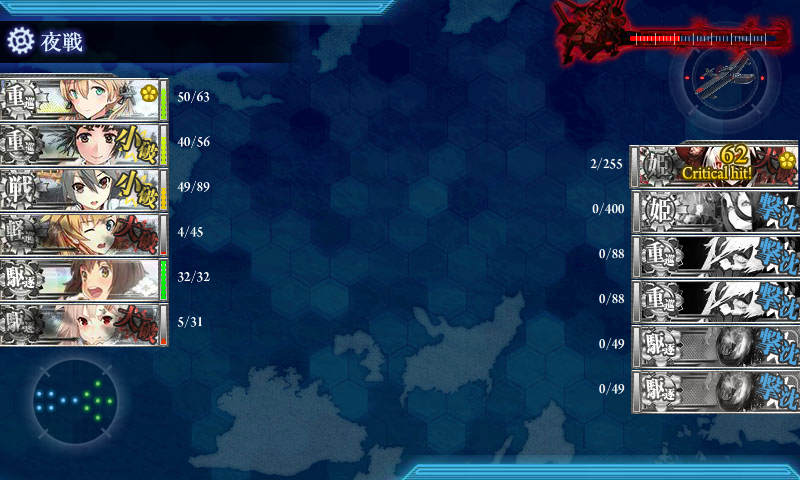 夜戦
重巡
50/63
重巡 小破
40/56
戦 小破
49/89
軽巡 大破
4/45
駆逐
32/32
駆逐 大破
5/31
2/255
姫 62
Critical hit!
0/400
姫 撃沈
0/88
重巡 撃沈
0/88
重巡 撃沈
0/49
駆逐 撃沈
0/49
駆逐 撃沈